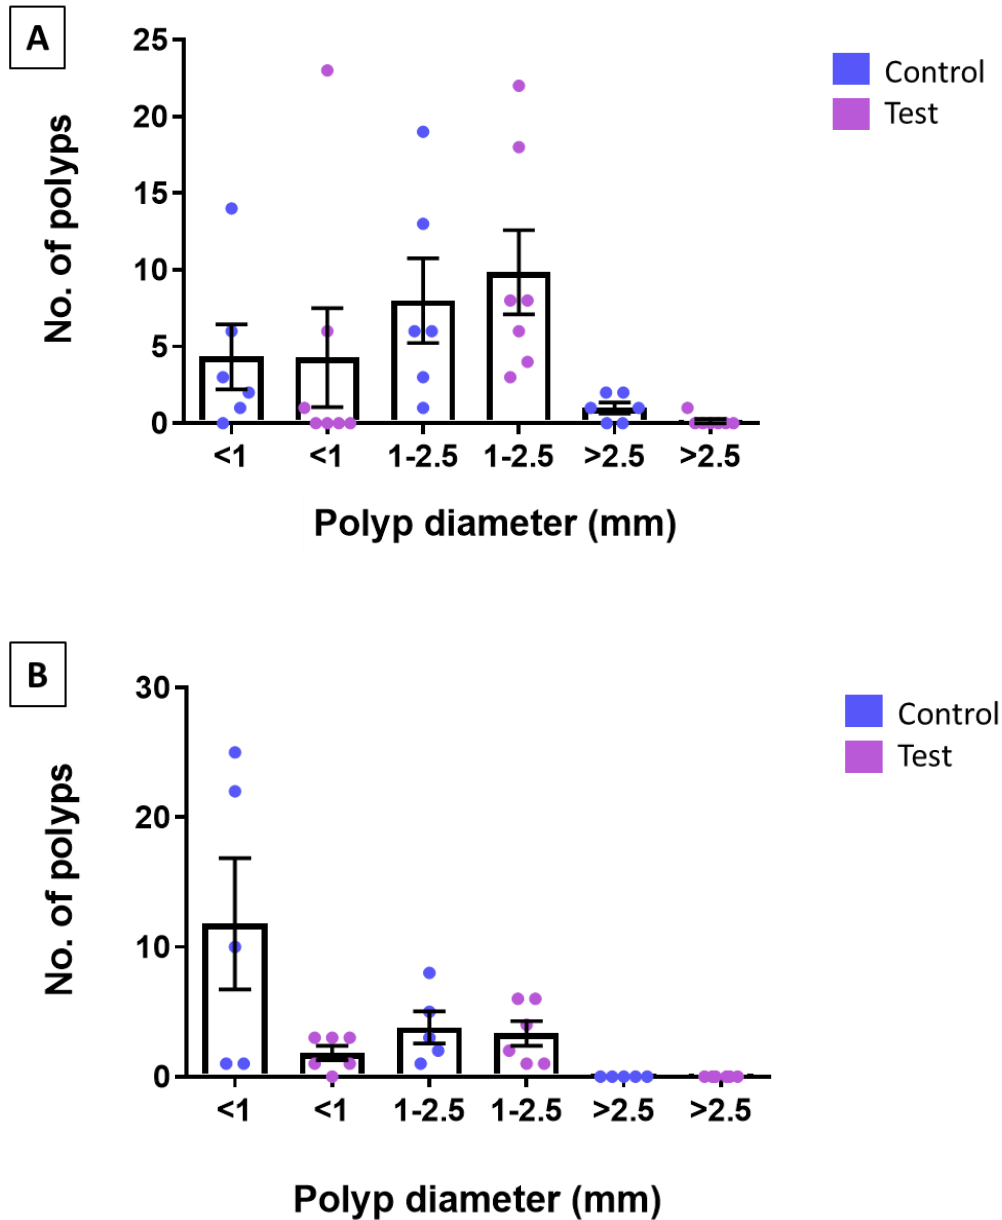 A
25
20
15
10
5
0
No. of polyps
Control
Test
<1 <1 1-2.5 1-2.5 >2.5 >2.5
Polyp diameter (mm)
B
30
20
10
0
No. of polyps
Control
Test
<1 <1 1-2.5 1-2.5 >2.5 >2.5
Polyp diameter (mm)